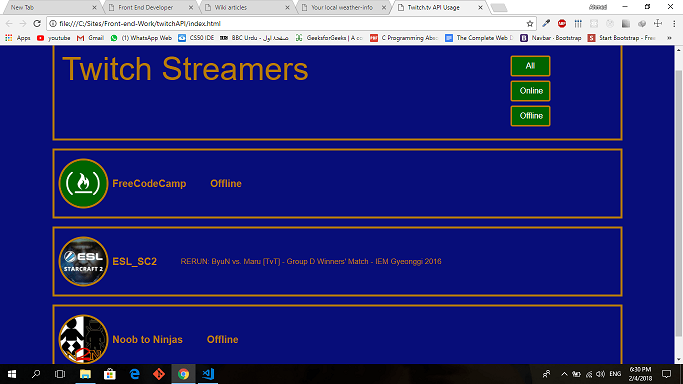 New Tab
Front End Developer
Wiki articles
Your local weather-info
Twitch.tv API Usage
file:///C:/Sites/Front-end-Work/twitchAPI/index.html
Apps
New
youtube
Gmail
(1) WhatsApp Web
CS50 IDE
BBC Urdu - صفحۂ اول
GeeksforGeeks | A co
C Programming Abso
The Complete Web D
Navbar · Bootstrap
Start Bootstrap - Fre
Twitch Streamers
All
Online
Offline
FreeCodeCamp Offline
ESL STARCRAFT 2
ESL_SC2 RERUN: ByuN vs. Maru [TvT] - Group D Winners' Match - IEM Gyeonggi 2016
Noob to Ninjas Offline
ENG
6:30 PM
2/4/2018